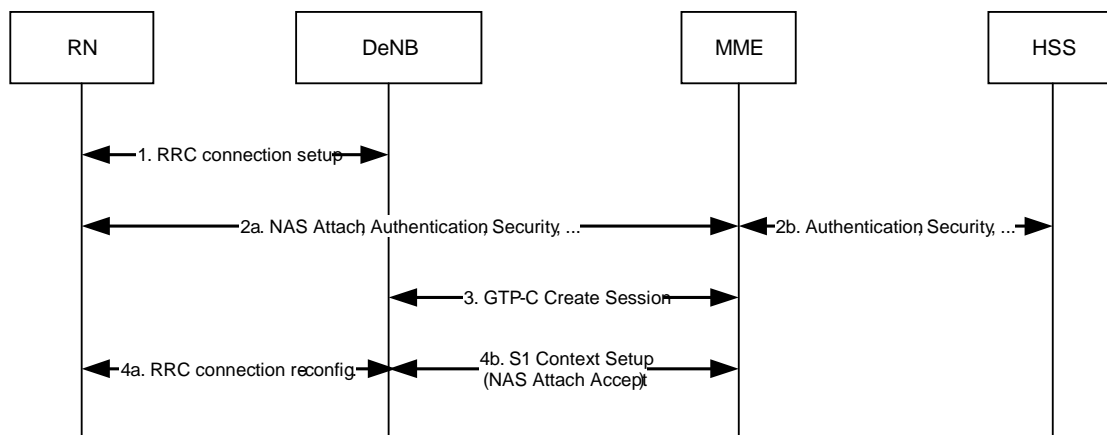 RN
DeNB
MME
HSS
1. RRC connection setup
2a. NAS Attach, Authentication, Security, ...
2b. Authentication, Security, ...
3. GTP-C Create Session
4a. RRC connection reconfig.
4b. S1 Context Setup
(NAS Attach Accept)